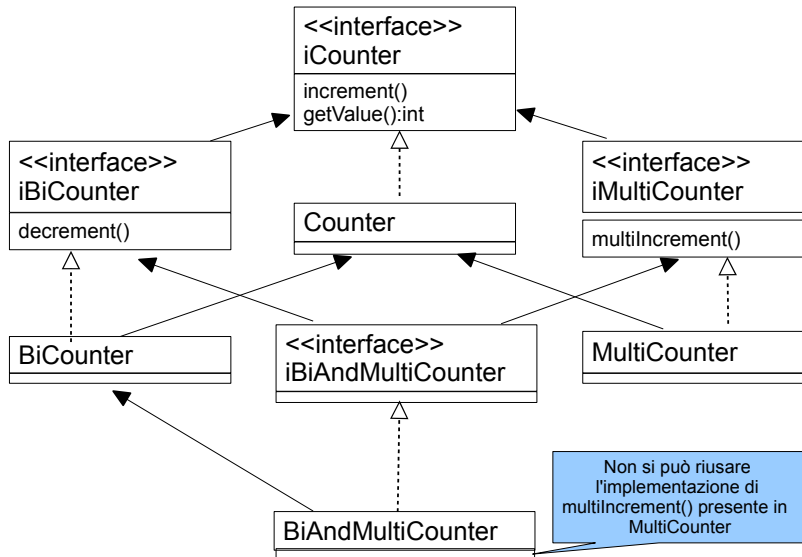 <<interface>>
iCounter
increment()
getValue():int
<<interface>>
iBiCounter
decrement()
Counter
<<interface>>
iMultiCounter
multiIncrement()
BiCounter
<<interface>>
iBiAndMultiCounter
MultiCounter
BiAndMultiCounter
Non si può riusare
l'implementazione di
multiIncrement() presente in
MultiCounter